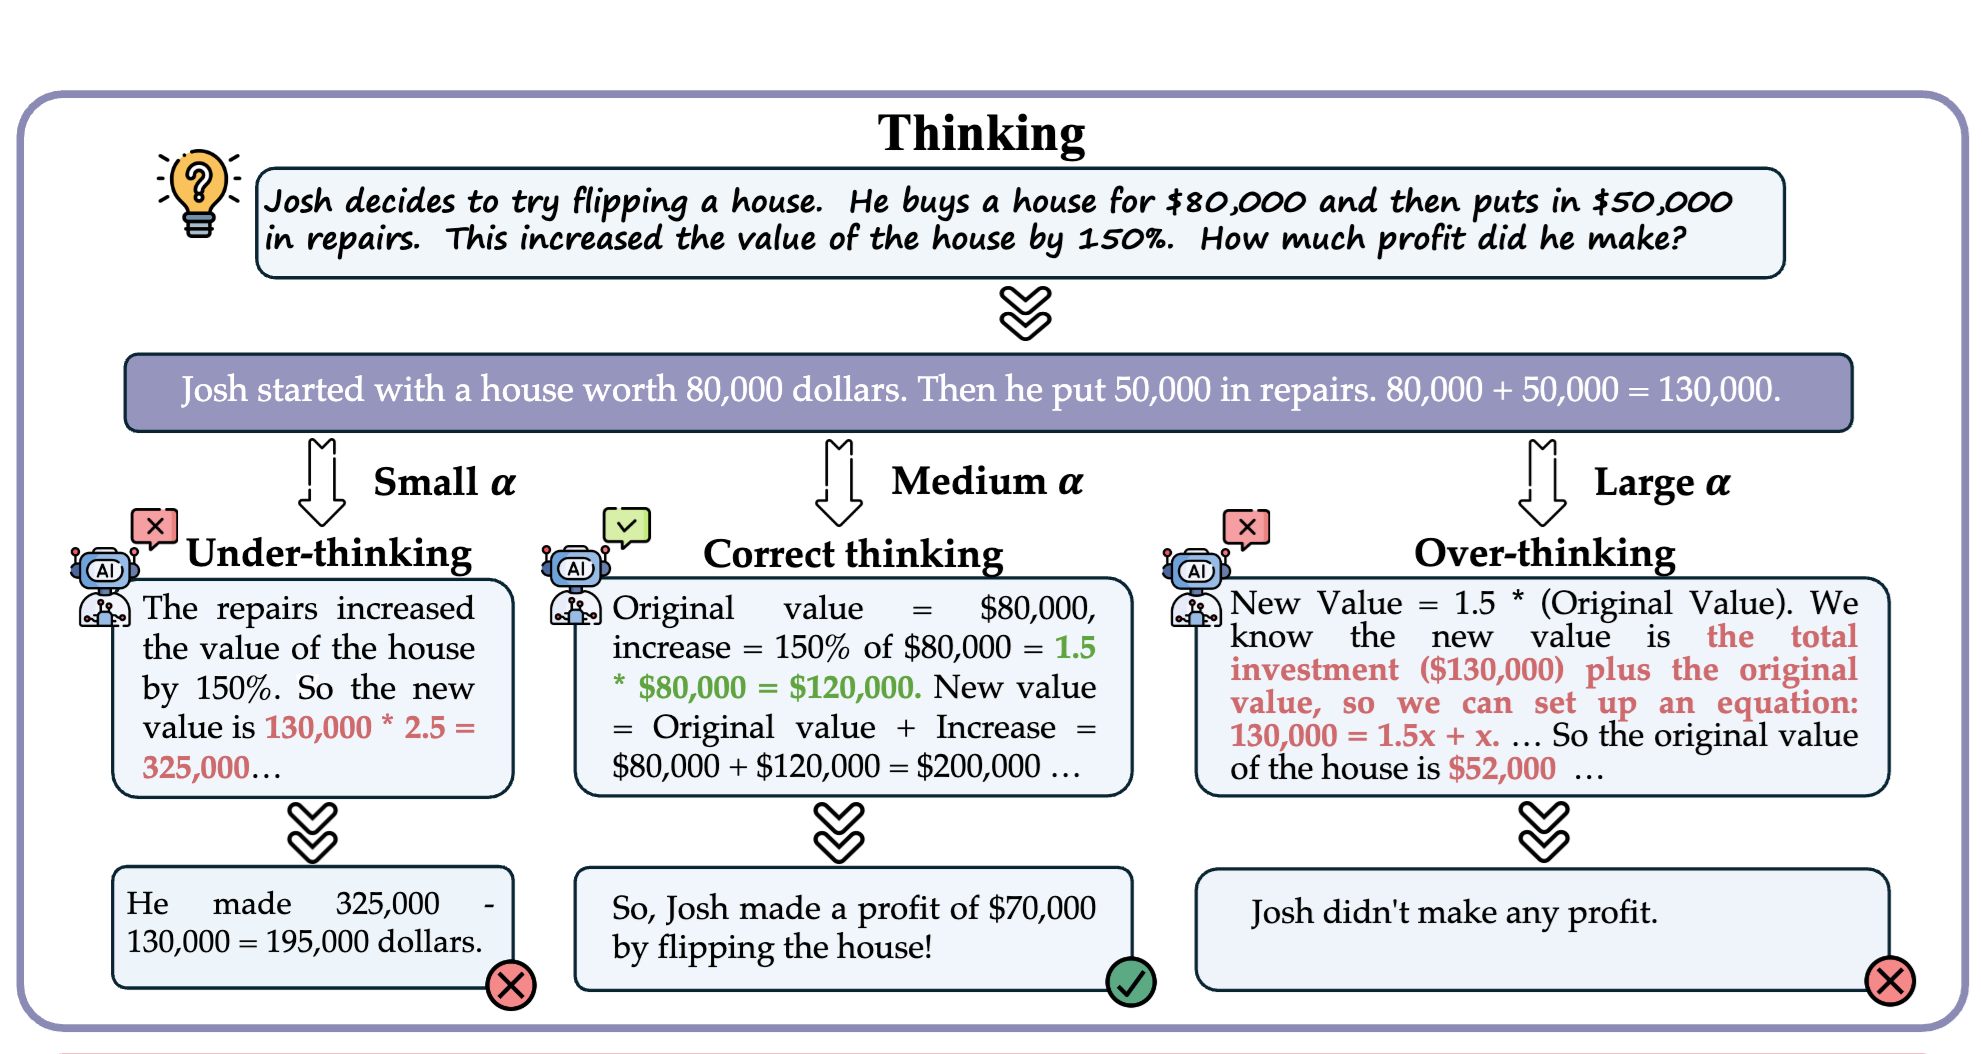 Thinking
Josh decides to try flipping a house. He buys a house for $80,000 and then puts in $50,000
in repairs. This increased the value of the house by 150%. How much profit did he make?
Josh started with a house worth 80,000 dollars. Then he put 50,000 in repairs. 80,000 + 50,000 = 130,000.
Small α
Under-thinking
AI
The repairs increased
the value of the house
by 150%. So the new
value is 130,000 * 2.5 =
325,000…
He made 325,000 -
130,000 = 195,000 dollars.
Medium α
Correct thinking
AI
Original value = $80,000,
increase = 150% of $80,000 = 1.5
* $80,000 = $120,000. New value
= Original value + Increase =
$80,000 + $120,000 = $200,000 …
So, Josh made a profit of $70,000
by flipping the house!
Large α
Over-thinking
AI
New Value = 1.5 * (Original Value). We
know the new value is the total
investment ($130,000) plus the original
value, so we can set up an equation:
130,000 = 1.5x + x. … So the original value
of the house is $52,000 …
Josh didn't make any profit.